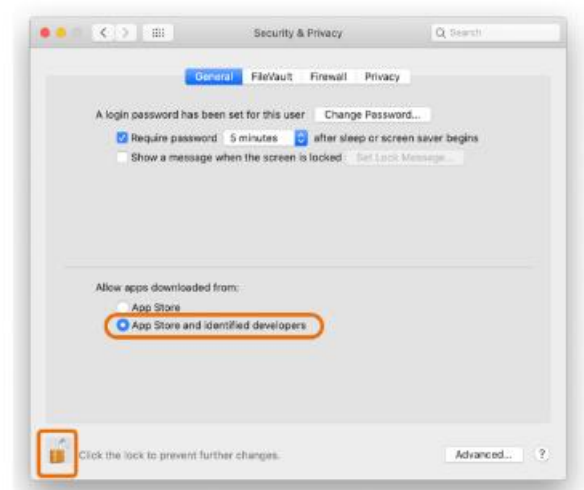 Security & Privacy
Search
General FileVault Firewall Privacy
A login password has been set for this user Change Password...
Require password 5 minutes after sleep or screen saver begins
Show a message when the screen is locked Set Lock Message...
Allow apps downloaded from:
App Store
App Store and identified developers
Click the lock to prevent further changes.
Advanced... ?